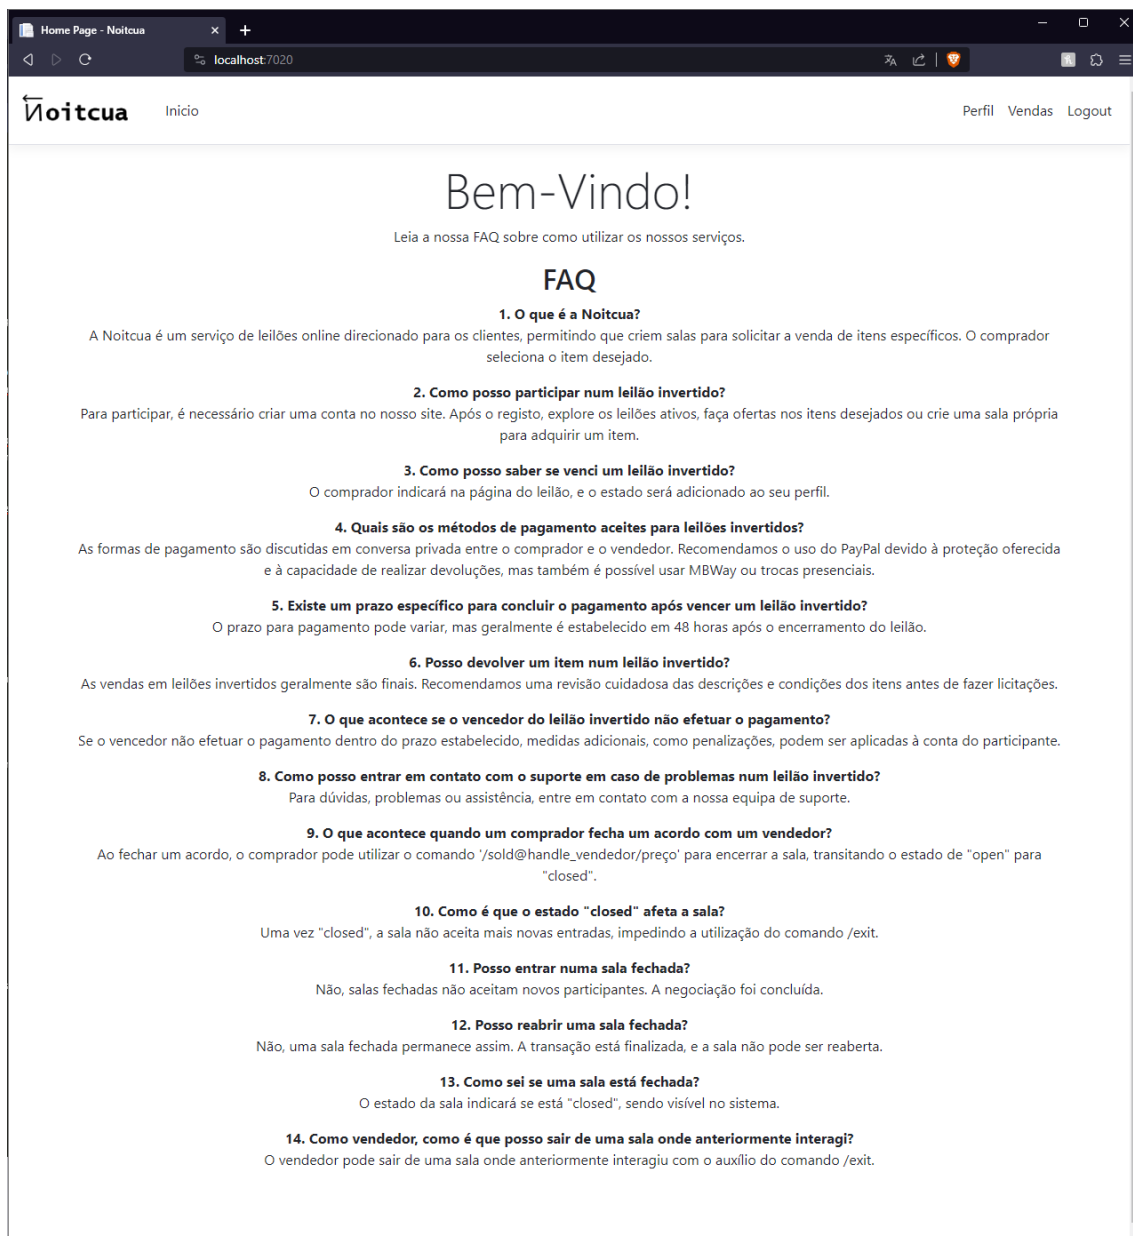 Home Page - Noitcua
localhost:7020
Noitcua
Inicio
Perfil Vendas Logout
Bem-Vindo!
Leia a nossa FAQ sobre como utilizar os nossos serviços.
FAQ
1. O que é a Noitcua?
A Noitcua é um serviço de leilões online direcionado para os clientes, permitindo que criem salas para solicitar a venda de itens específicos. O comprador
seleciona o item desejado.
2. Como posso participar num leilão invertido?
Para participar, é necessário criar uma conta no nosso site. Após o registo, explore os leilões ativos, faça ofertas nos itens desejados ou crie uma sala própria
para adquirir um item.
3. Como posso saber se venci um leilão invertido?
O comprador indicará na página do leilão, e o estado será adicionado ao seu perfil.
4. Quais são os métodos de pagamento aceites para leilões invertidos?
As formas de pagamento são discutidas em conversa privada entre o comprador e o vendedor. Recomendamos o uso do PayPal devido à proteção oferecida
e à capacidade de realizar devoluções, mas também é possível usar MBWay ou trocas presenciais.
5. Existe um prazo específico para concluir o pagamento após vencer um leilão invertido?
O prazo para pagamento pode variar, mas geralmente é estabelecido em 48 horas após o encerramento do leilão.
6. Posso devolver um item num leilão invertido?
As vendas em leilões invertidos geralmente são finais. Recomendamos uma revisão cuidadosa das descrições e condições dos itens antes de fazer licitações.
7. O que acontece se o vencedor do leilão invertido não efetuar o pagamento?
Se o vencedor não efetuar o pagamento dentro do prazo estabelecido, medidas adicionais, como penalizações, podem ser aplicadas à conta do participante.
8. Como posso entrar em contato com o suporte em caso de problemas num leilão invertido?
Para dúvidas, problemas ou assistência, entre em contato com a nossa equipa de suporte.
9. O que acontece quando um comprador fecha um acordo com um vendedor?
Ao fechar um acordo, o comprador pode utilizar o comando '/sold@handle_vendedor/preço' para encerrar a sala, transitando o estado de "open" para
"closed".
10. Como é que o estado "closed" afeta a sala?
Uma vez "closed", a sala não aceita mais novas entradas, impedindo a utilização do comando /exit.
11. Posso entrar numa sala fechada?
Não, salas fechadas não aceitam novos participantes. A negociação foi concluída.
12. Posso reabrir uma sala fechada?
Não, uma sala fechada permanece assim. A transação está finalizada, e a sala não pode ser reaberta.
13. Como sei se uma sala está fechada?
O estado da sala indicará se está "closed", sendo visível no sistema.
14. Como vendedor, como é que posso sair de uma sala onde anteriormente interagi?
O vendedor pode sair de uma sala onde anteriormente interagiu com o auxílio do comando /exit.